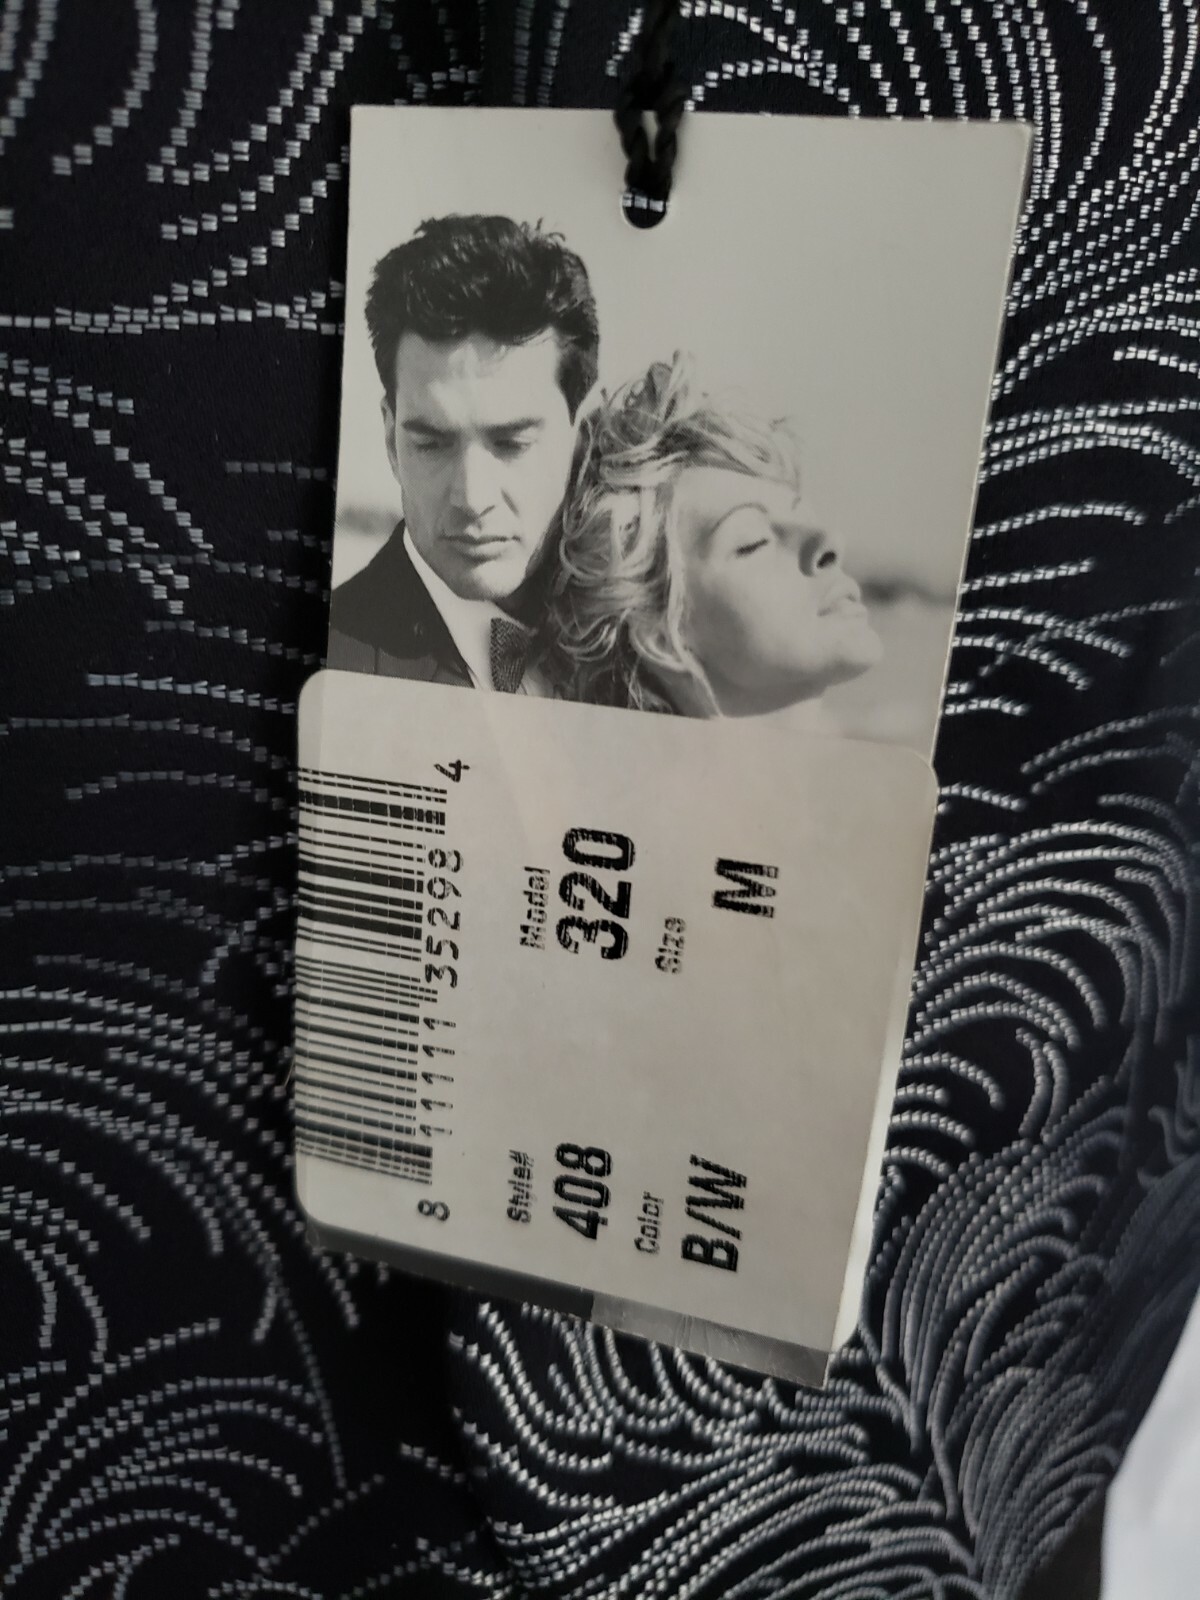 8 11111 35298 4
Style# Model
408 320
Color Size
B/W M